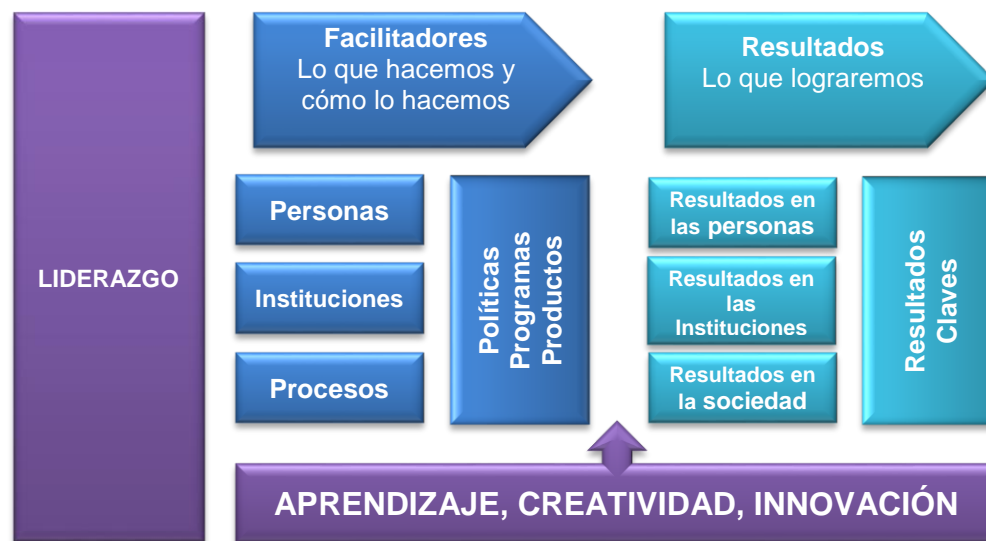 LIDERAZGO
Facilitadores
Lo que hacemos y
cómo lo hacemos
Resultados
Lo que lograremos
Personas
Instituciones
Procesos
Políticas
Programas
Productos
Resultados en
las personas
Resultados en
las
Instituciones
Resultados en
la sociedad
Resultados
Claves
APRENDIZAJE, CREATIVIDAD, INNOVACIÓN